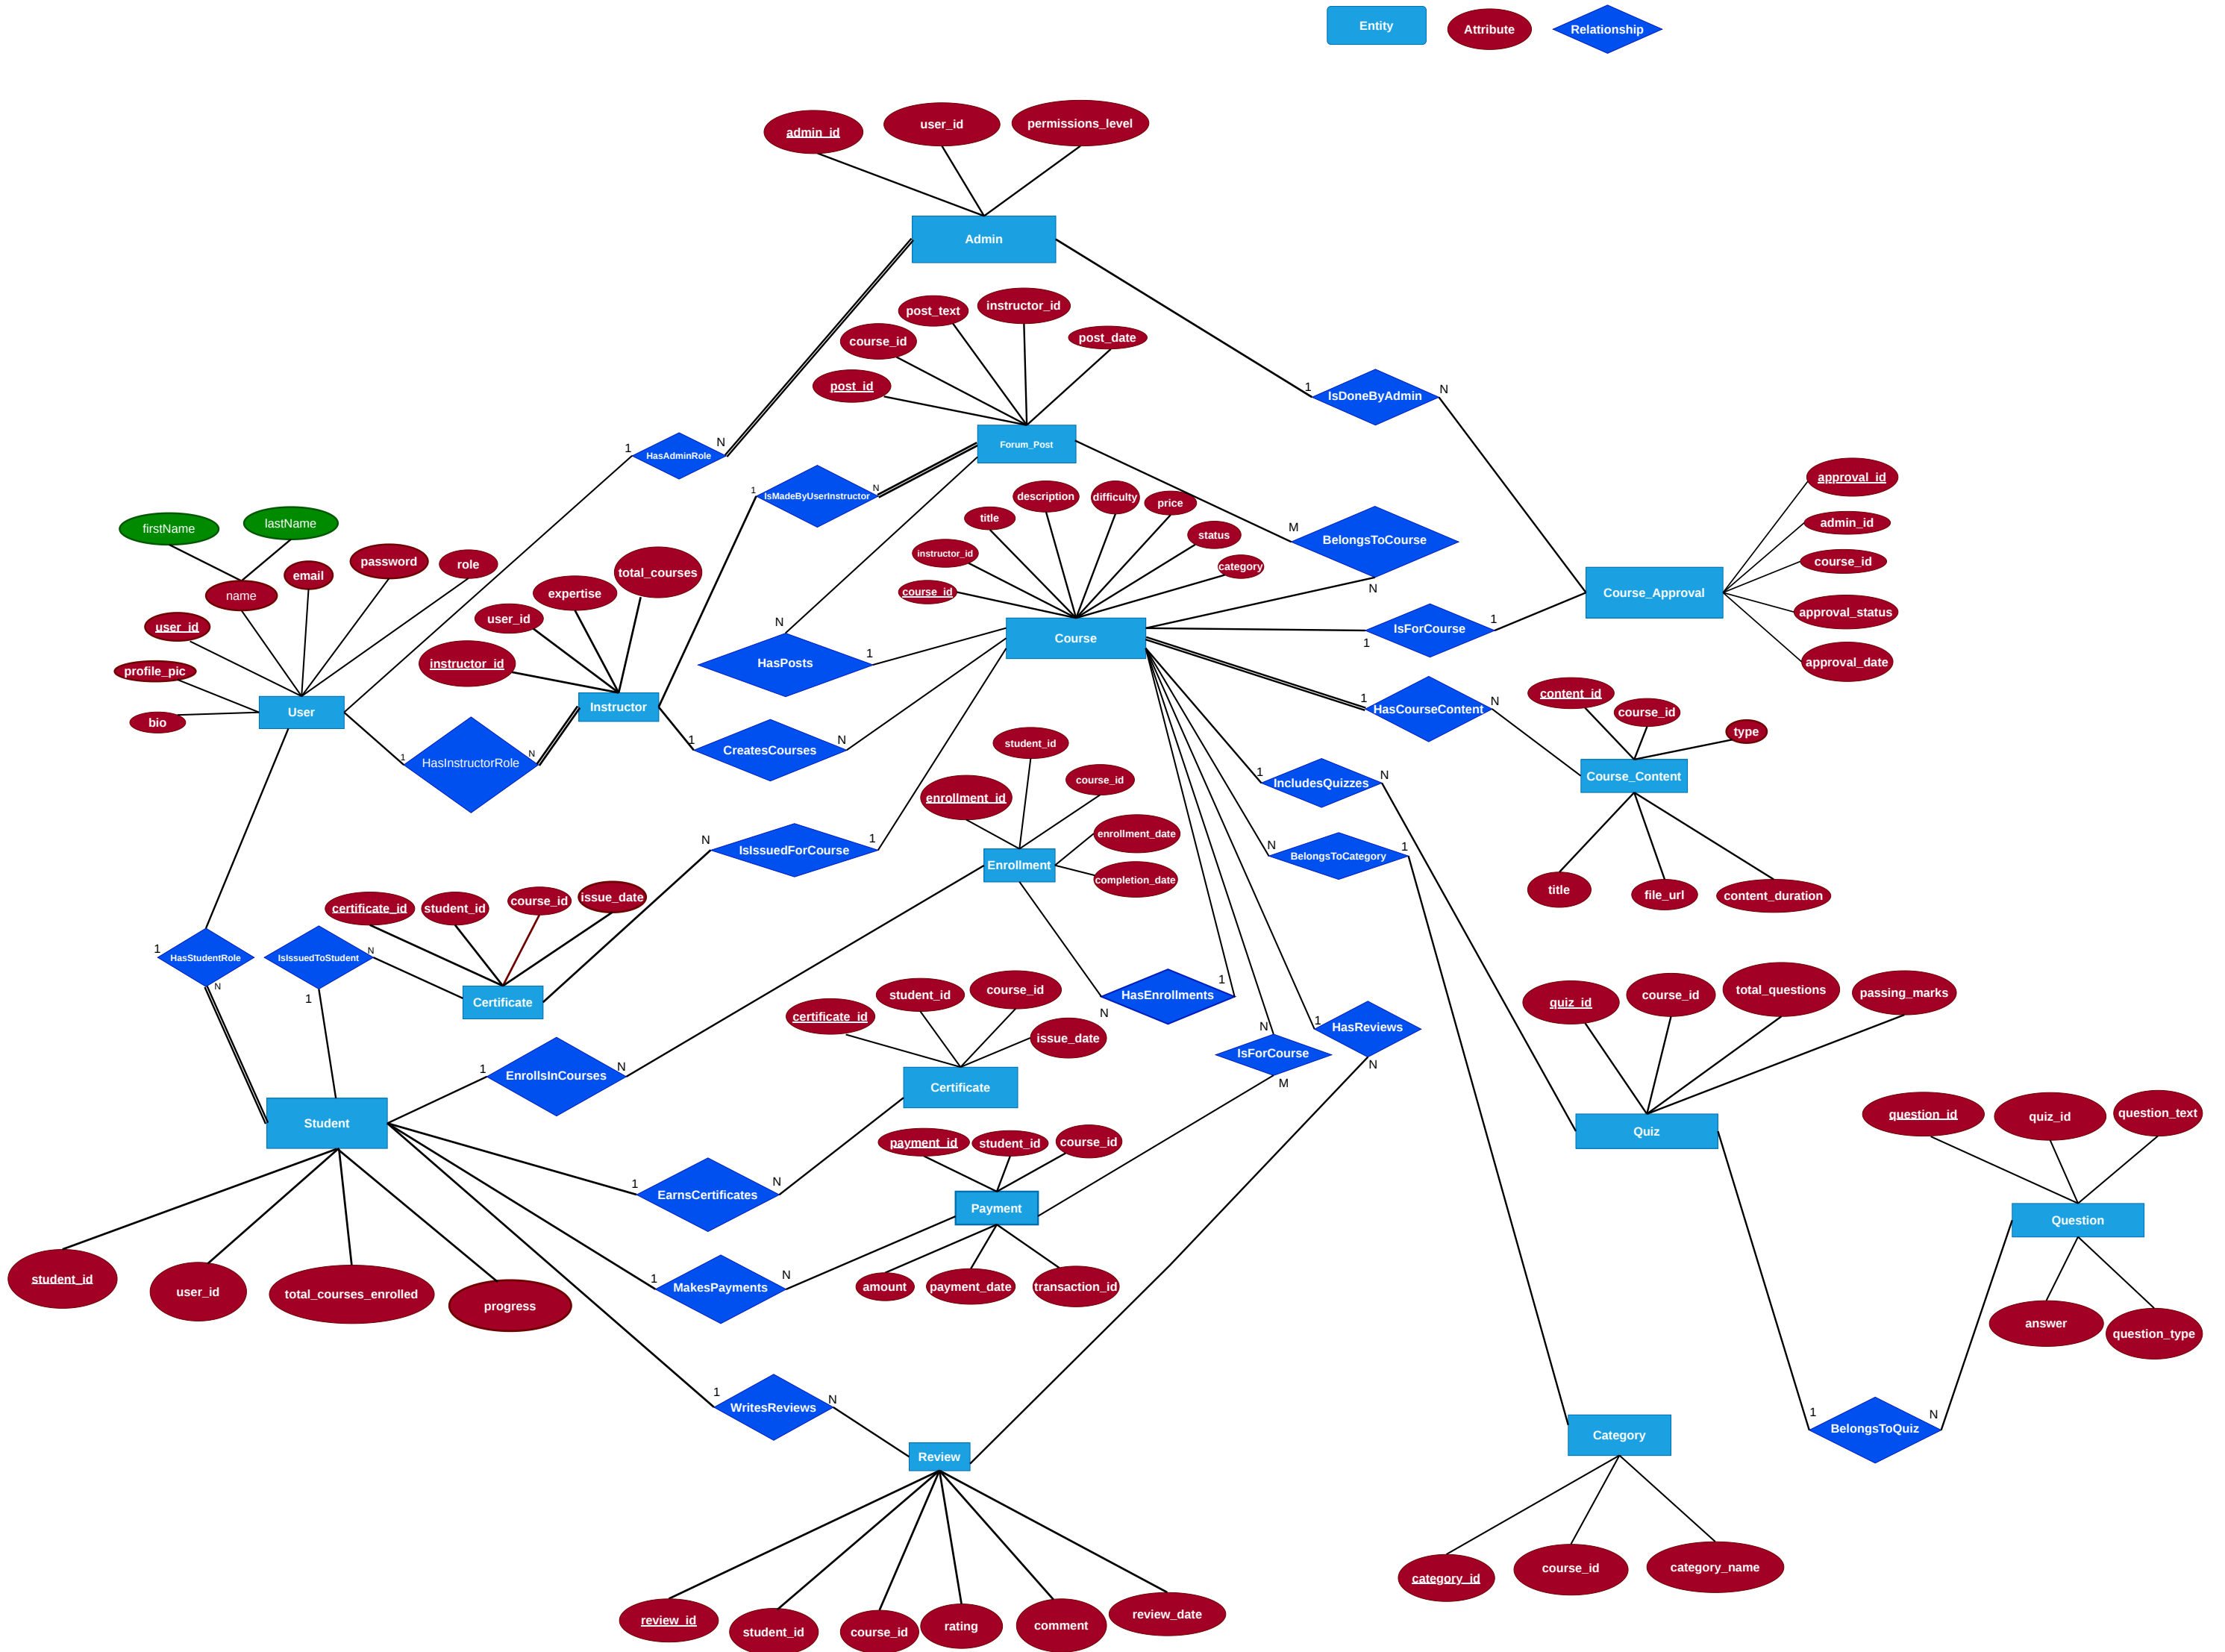 Entity
Attribute
Relationship
admin_id
user_id
permissions_level
Admin
post_text
instructor_id
course_id
post_date
post_id
Forum_Post
1
IsDoneByAdmin
N
1
HasAdminRole
N
1
IsMadeByUserInstructor
N
approval_id
admin_id
course_id
approval_status
approval_date
Course_Approval
firstName
lastName
name
email
password
role
user_id
profile_pic
bio
User
title
description
difficulty
price
status
category
instructor_id
course_id
Course
M
BelongsToCourse
N
total_courses
expertise
user_id
instructor_id
Instructor
1
IsForCourse
1
N
HasPosts
1
1
HasInstructorRole
N
1
CreatesCourses
N
1
HasCourseContent
N
content_id
course_id
type
Course_Content
title
file_url
content_duration
student_id
course_id
enrollment_id
enrollment_date
completion_date
Enrollment
1
IncludesQuizzes
N
N
BelongsToCategory
1
N
IsIssuedForCourse
1
certificate_id
student_id
course_id
issue_date
Certificate
1
HasStudentRole
N
IsIssuedToStudent
N
1
HasEnrollments
1
N
certificate_id
student_id
course_id
issue_date
Certificate
1
HasReviews
N
N
IsForCourse
M
quiz_id
course_id
total_questions
passing_marks
Quiz
1
EnrollsInCourses
N
Student
student_id
user_id
total_courses_enrolled
progress
1
EarnsCertificates
N
payment_id
student_id
course_id
Payment
amount
payment_date
transaction_id
1
MakesPayments
N
question_id
quiz_id
question_text
Question
answer
question_type
1
WritesReviews
N
Review
review_id
student_id
course_id
rating
comment
review_date
Category
category_id
course_id
category_name
1
BelongsToQuiz
N